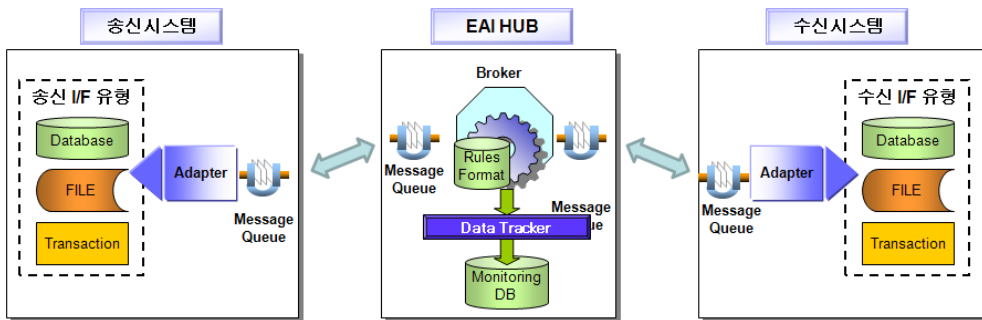 송신시스템
EAI HUB
수신시스템
송신 I/F 유형
Database
FILE
Transaction
Adapter
Message
Queue
Broker
Message
Queue
Rules
Format
Message
Data Tracker
Monitoring
DB
Message
Queue
Adapter
수신 I/F 유형
Database
FILE
Transaction